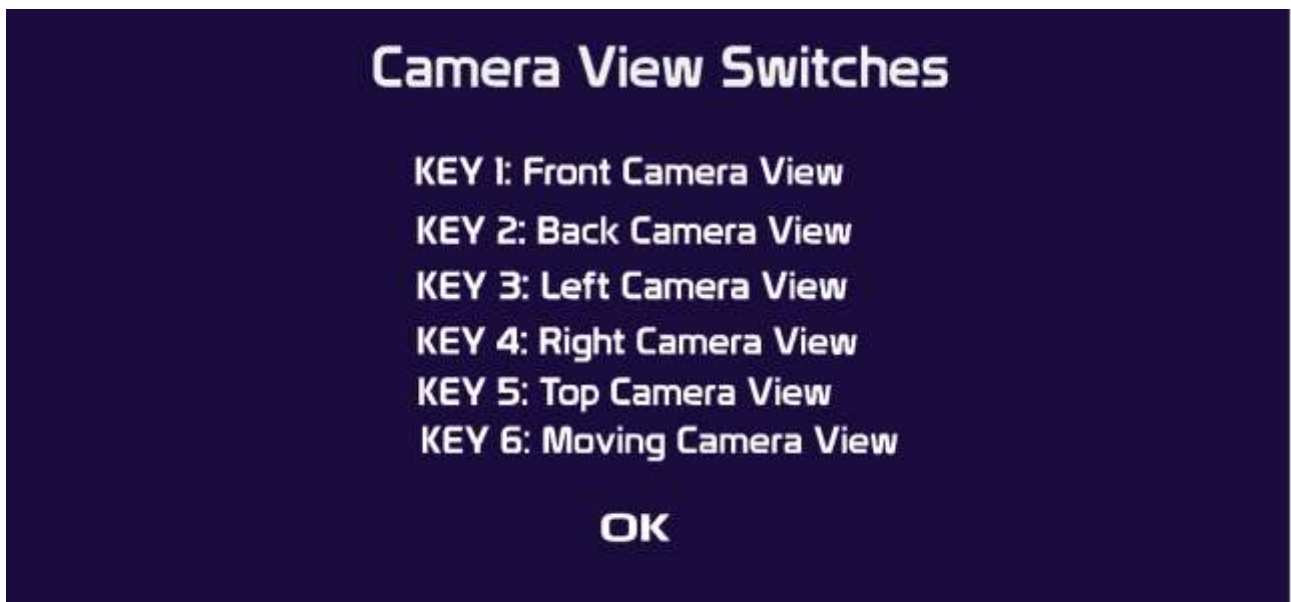 Camera View Switches
KEY 1: Front Camera View
KEY 2: Back Camera View
KEY 3: Left Camera View
KEY 4: Right Camera View
KEY 5: Top Camera View
KEY 6: Moving Camera View
OK